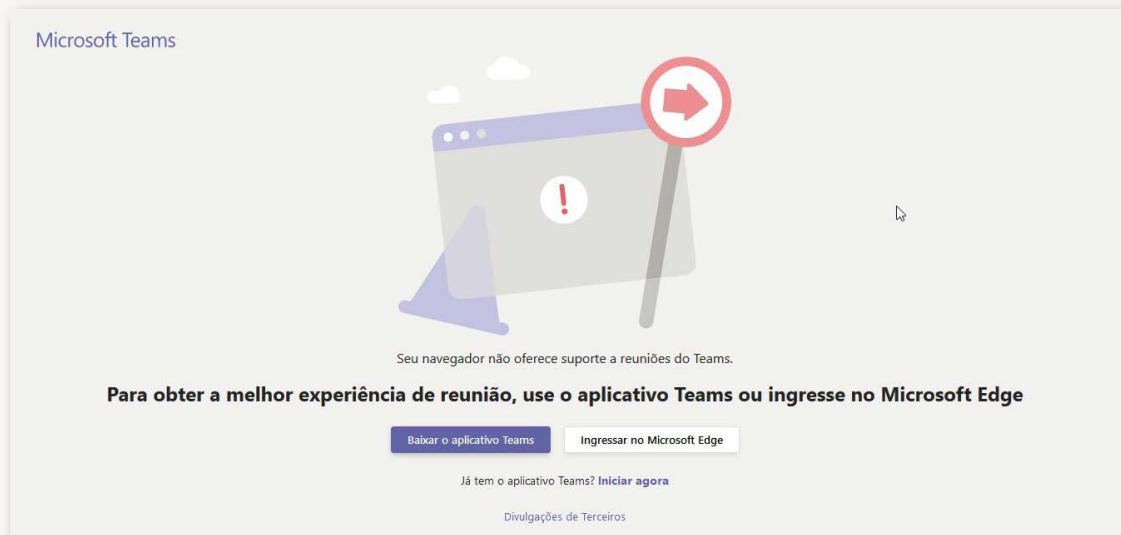 Microsoft Teams
Seu navegador não oferece suporte a reuniões do Teams.
Para obter a melhor experiência de reunião, use o aplicativo Teams ou ingresse no Microsoft Edge
Baixar o aplicativo Teams
Ingressar no Microsoft Edge
Já tem o aplicativo Teams? Iniciar agora
Divulgações de Terceiros